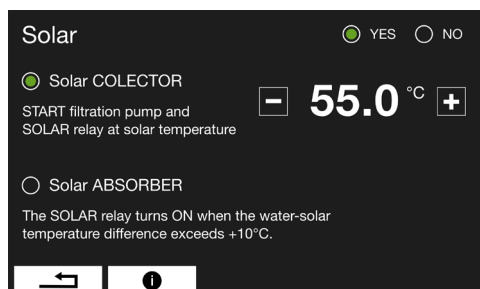 Solar YES NO
Solar COLECTOR
START filtration pump and
SOLAR relay at solar temperature
- 55.0 °C +
Solar ABSORBER
The SOLAR relay turns ON when the water-solar
temperature difference exceeds +10°C.
i